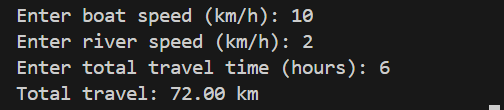 Enter boat speed (km/h): 10
Enter river speed (km/h): 2
Enter total travel time (hours): 6
Total travel: 72.00 km